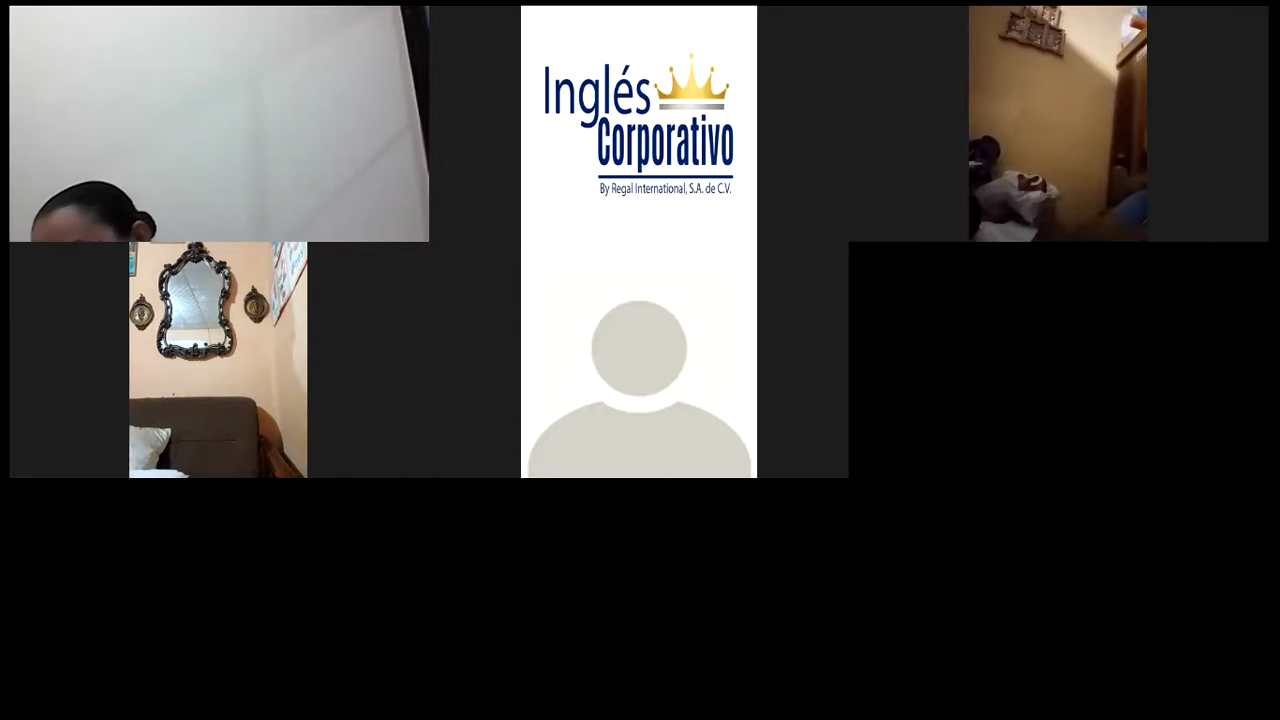 Inglés
Corporativo
By Regal International, S.A. de C.V.